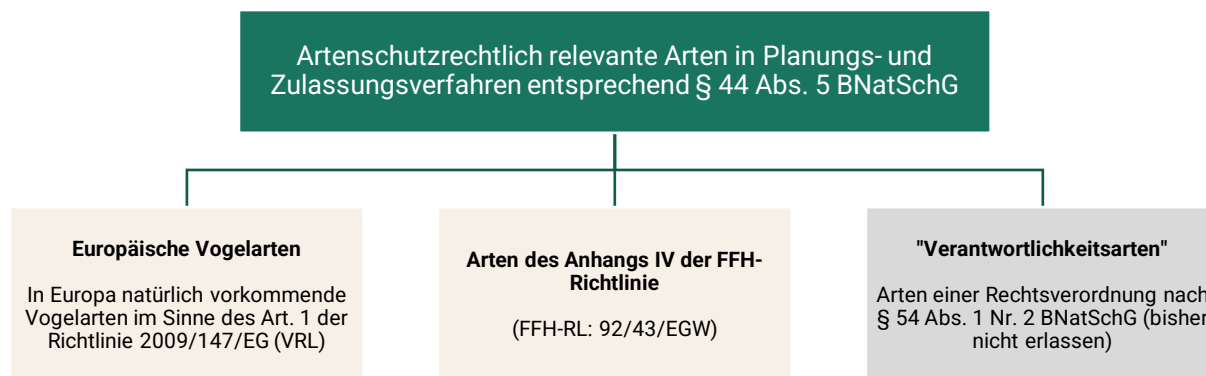 Artenschutzrechtlich relevante Arten in Planungs- und
Zulassungsverfahren entsprechend § 44 Abs. 5 BNatSchG
Europäische Vogelarten
In Europa natürlich vorkommende
Vogelarten im Sinne des Art. 1 der
Richtlinie 2009/147/EG (VRL)
Arten des Anhangs IV der FFH-
Richtlinie
(FFH-RL: 92/43/EGW)
"Verantwortlichkeitsarten"
Arten einer Rechtsverordnung nach
§ 54 Abs. 1 Nr. 2 BNatSchG (bisher
nicht erlassen)